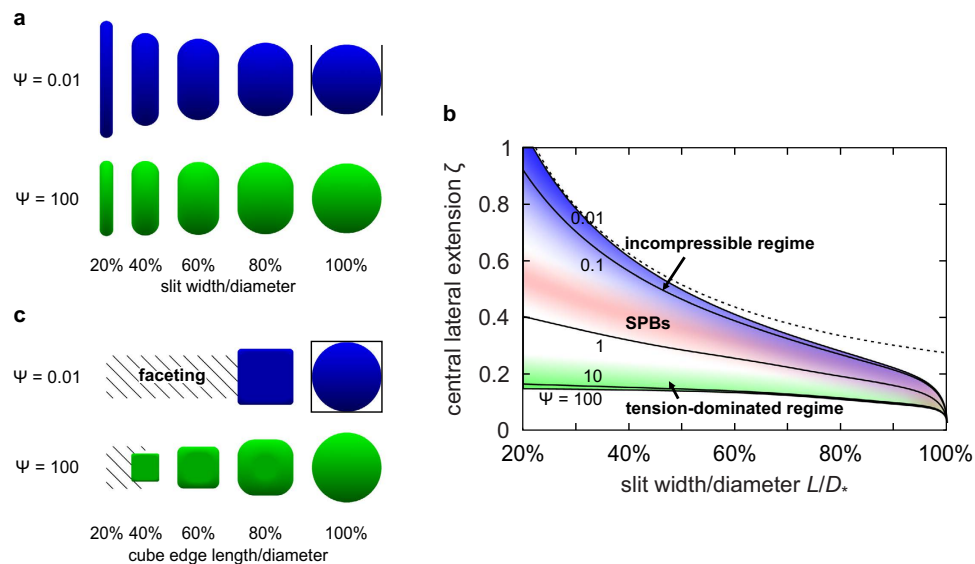 a
Ψ = 0.01
Ψ = 100
20% 40% 60% 80% 100%
slit width/diameter
c
Ψ = 0.01
faceting
Ψ = 100
20% 40% 60% 80% 100%
cube edge length/diameter
b
central lateral extension ζ
1
0.8
0.6
0.4
0.2
0
0.01
incompressible regime
0.1
SPBs
1
10
Ψ = 100
tension-dominated regime
20% 40% 60% 80% 100%
slit width/diameter L/D*